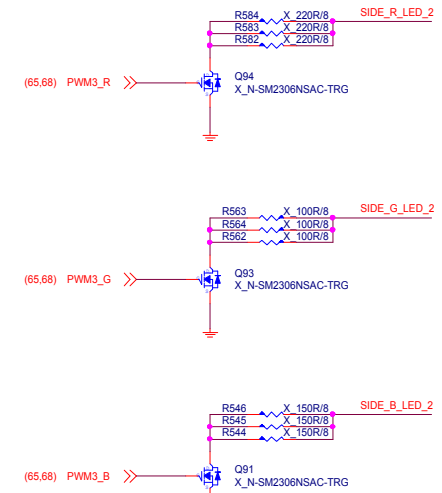 R584 X_220R/8 SIDE_R_LED_2
R583 X_220R/8
R582 X_220R/8
Q94
(65,68) PWM3_R X_N-SM2306NSAC-TRG
R563 X_100R/8 SIDE_G_LED_2
R564 X_100R/8
R562 X_100R/8
Q93
(65,68) PWM3_G X_N-SM2306NSAC-TRG
R546 X_150R/8 SIDE_B_LED_2
R545 X_150R/8
R544 X_150R/8
Q91
(65,68) PWM3_B X_N-SM2306NSAC-TRG